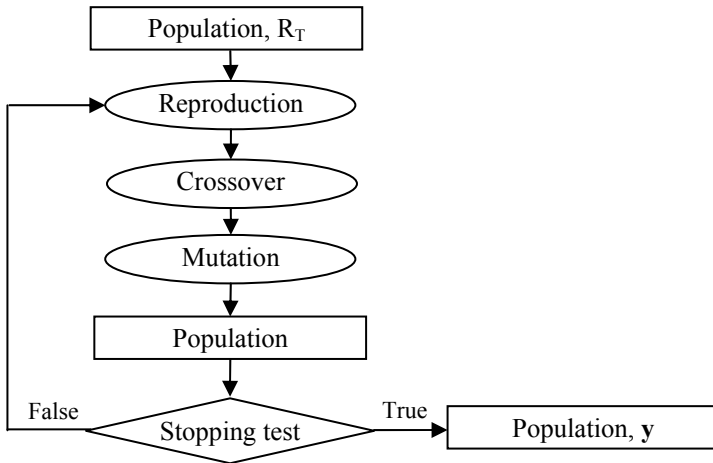 Population, R_T
Reproduction
Crossover
Mutation
Population
False
True
Stopping test
Population, y